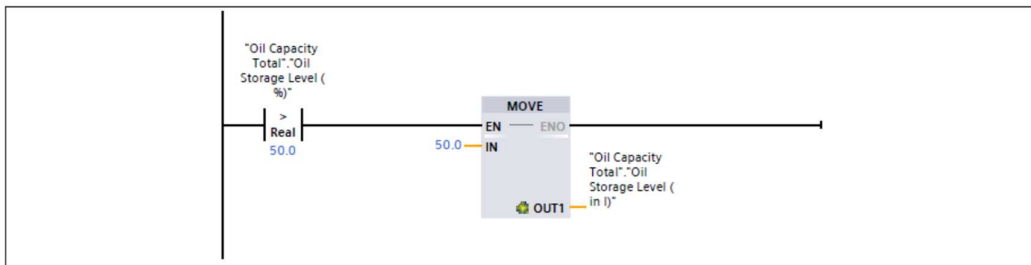 "Oil Capacity
Total"."Oil
Storage Level (
%)"
>
Real
50.0
MOVE
EN
ENO
50.0
IN
"Oil Capacity
Total"."Oil
Storage Level (
in l)"
OUT1